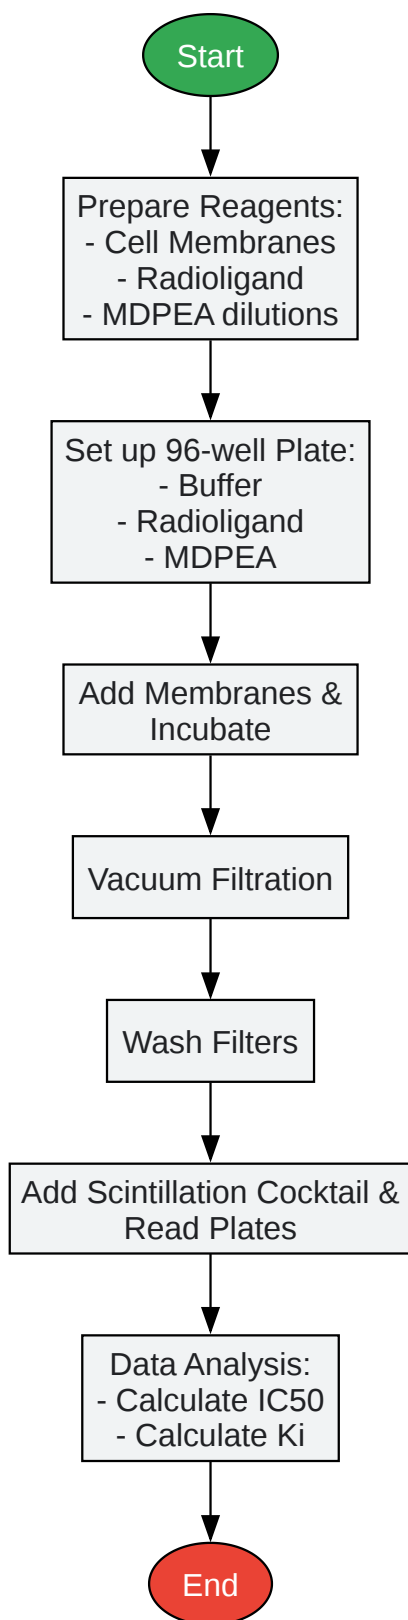 Start
Prepare Reagents:
- Cell Membranes
- Radioligand
- MDPEA dilutions
Set up 96-well Plate:
- Buffer
- Radioligand
- MDPEA
Add Membranes &
Incubate
Vacuum Filtration
Wash Filters
Add Scintillation Cocktail &
Read Plates
Data Analysis:
- Calculate IC50
- Calculate Ki
End